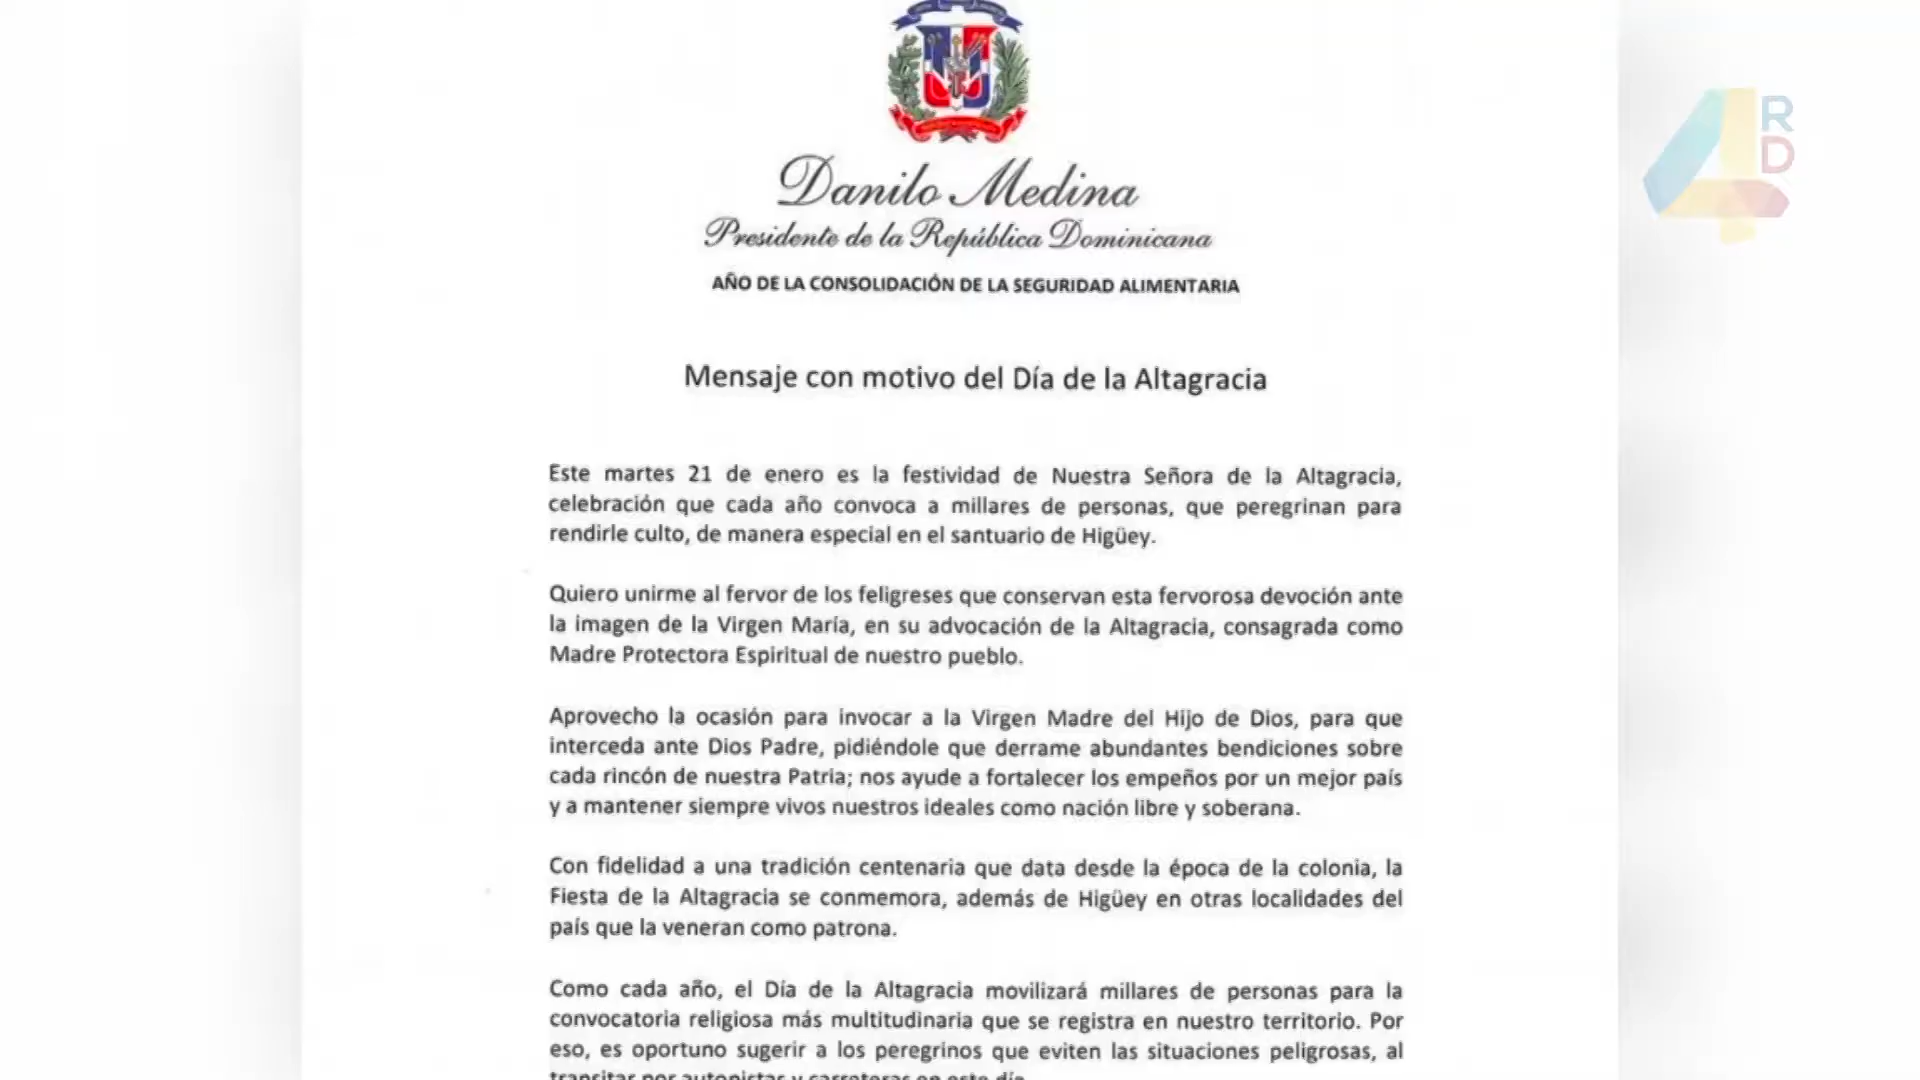 Danilo Medina
Presidente de la República Dominicana
AÑO DE LA CONSOLIDACIÓN DE LA SEGURIDAD ALIMENTARIA
Mensaje con motivo del Día de la Altagracia
Este martes 21 de enero es la festividad de Nuestra Señora de la Altagracia,
celebración que cada año convoca a millares de personas, que peregrinan para
rendirle culto, de manera especial en el santuario de Higüey.
Quiero unirme al fervor de los feligreses que conservan esta fervorosa devoción ante
la imagen de la Virgen María, en su advocación de la Altagracia, consagrada como
Madre Protectora Espiritual de nuestro pueblo.
Aprovecho la ocasión para invocar a la Virgen Madre del Hijo de Dios, para que
interceda ante Dios Padre, pidiéndole que derrame abundantes bendiciones sobre
cada rincón de nuestra Patria; nos ayude a fortalecer los empeños por un mejor país
y a mantener siempre vivos nuestros ideales como nación libre y soberana.
Con fidelidad a una tradición centenaria que data desde la época de la colonia, la
Fiesta de la Altagracia se conmemora, además de Higüey en otras localidades del
país que la veneran como patrona.
Como cada año, el Día de la Altagracia movilizará millares de personas para la
convocatoria religiosa más multitudinaria que se registra en nuestro territorio. Por
eso, es oportuno sugerir a los peregrinos que eviten las situaciones peligrosas, al
transitar por autopistas y carreteras en este día.
4RD